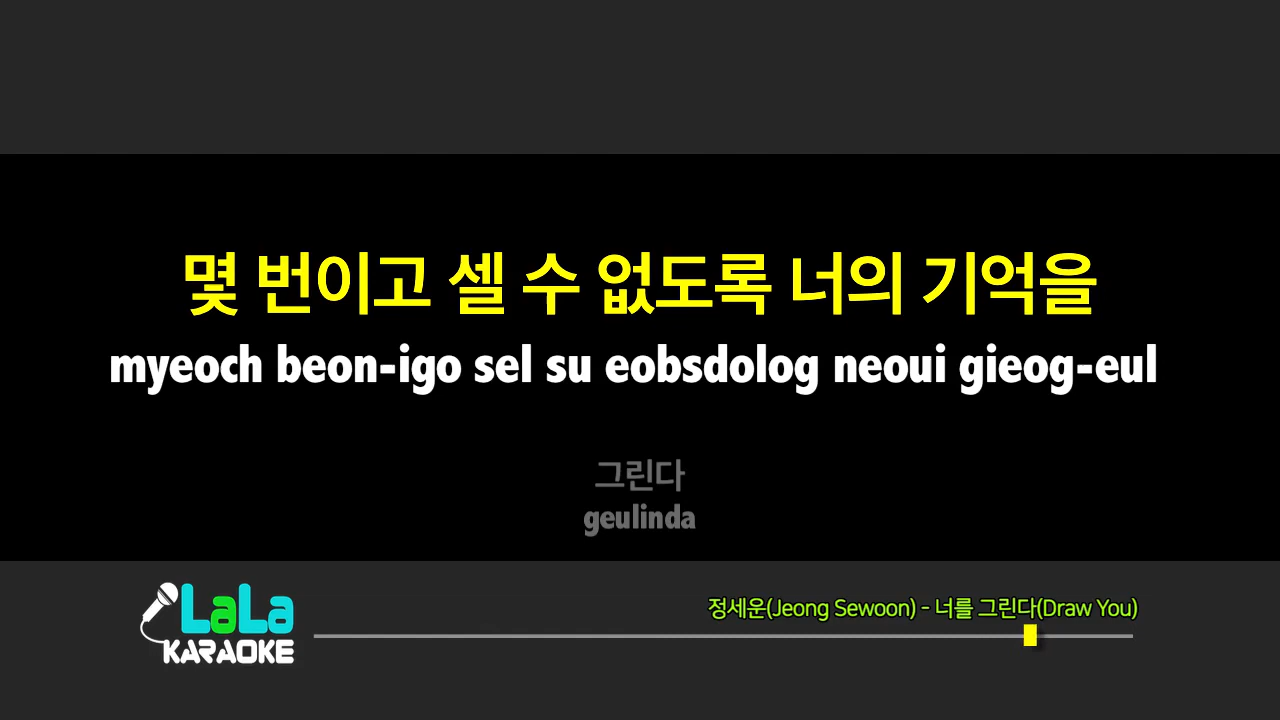 몇 번이고 셀 수 없도록 너의 기억을
myeoch beon-igo sel su eobsdolog neoui gieog-eul
그린다
geulinda
LaLa
KARAOKE
정세운(Jeong Sewoon) - 너를 그린다(Draw You)